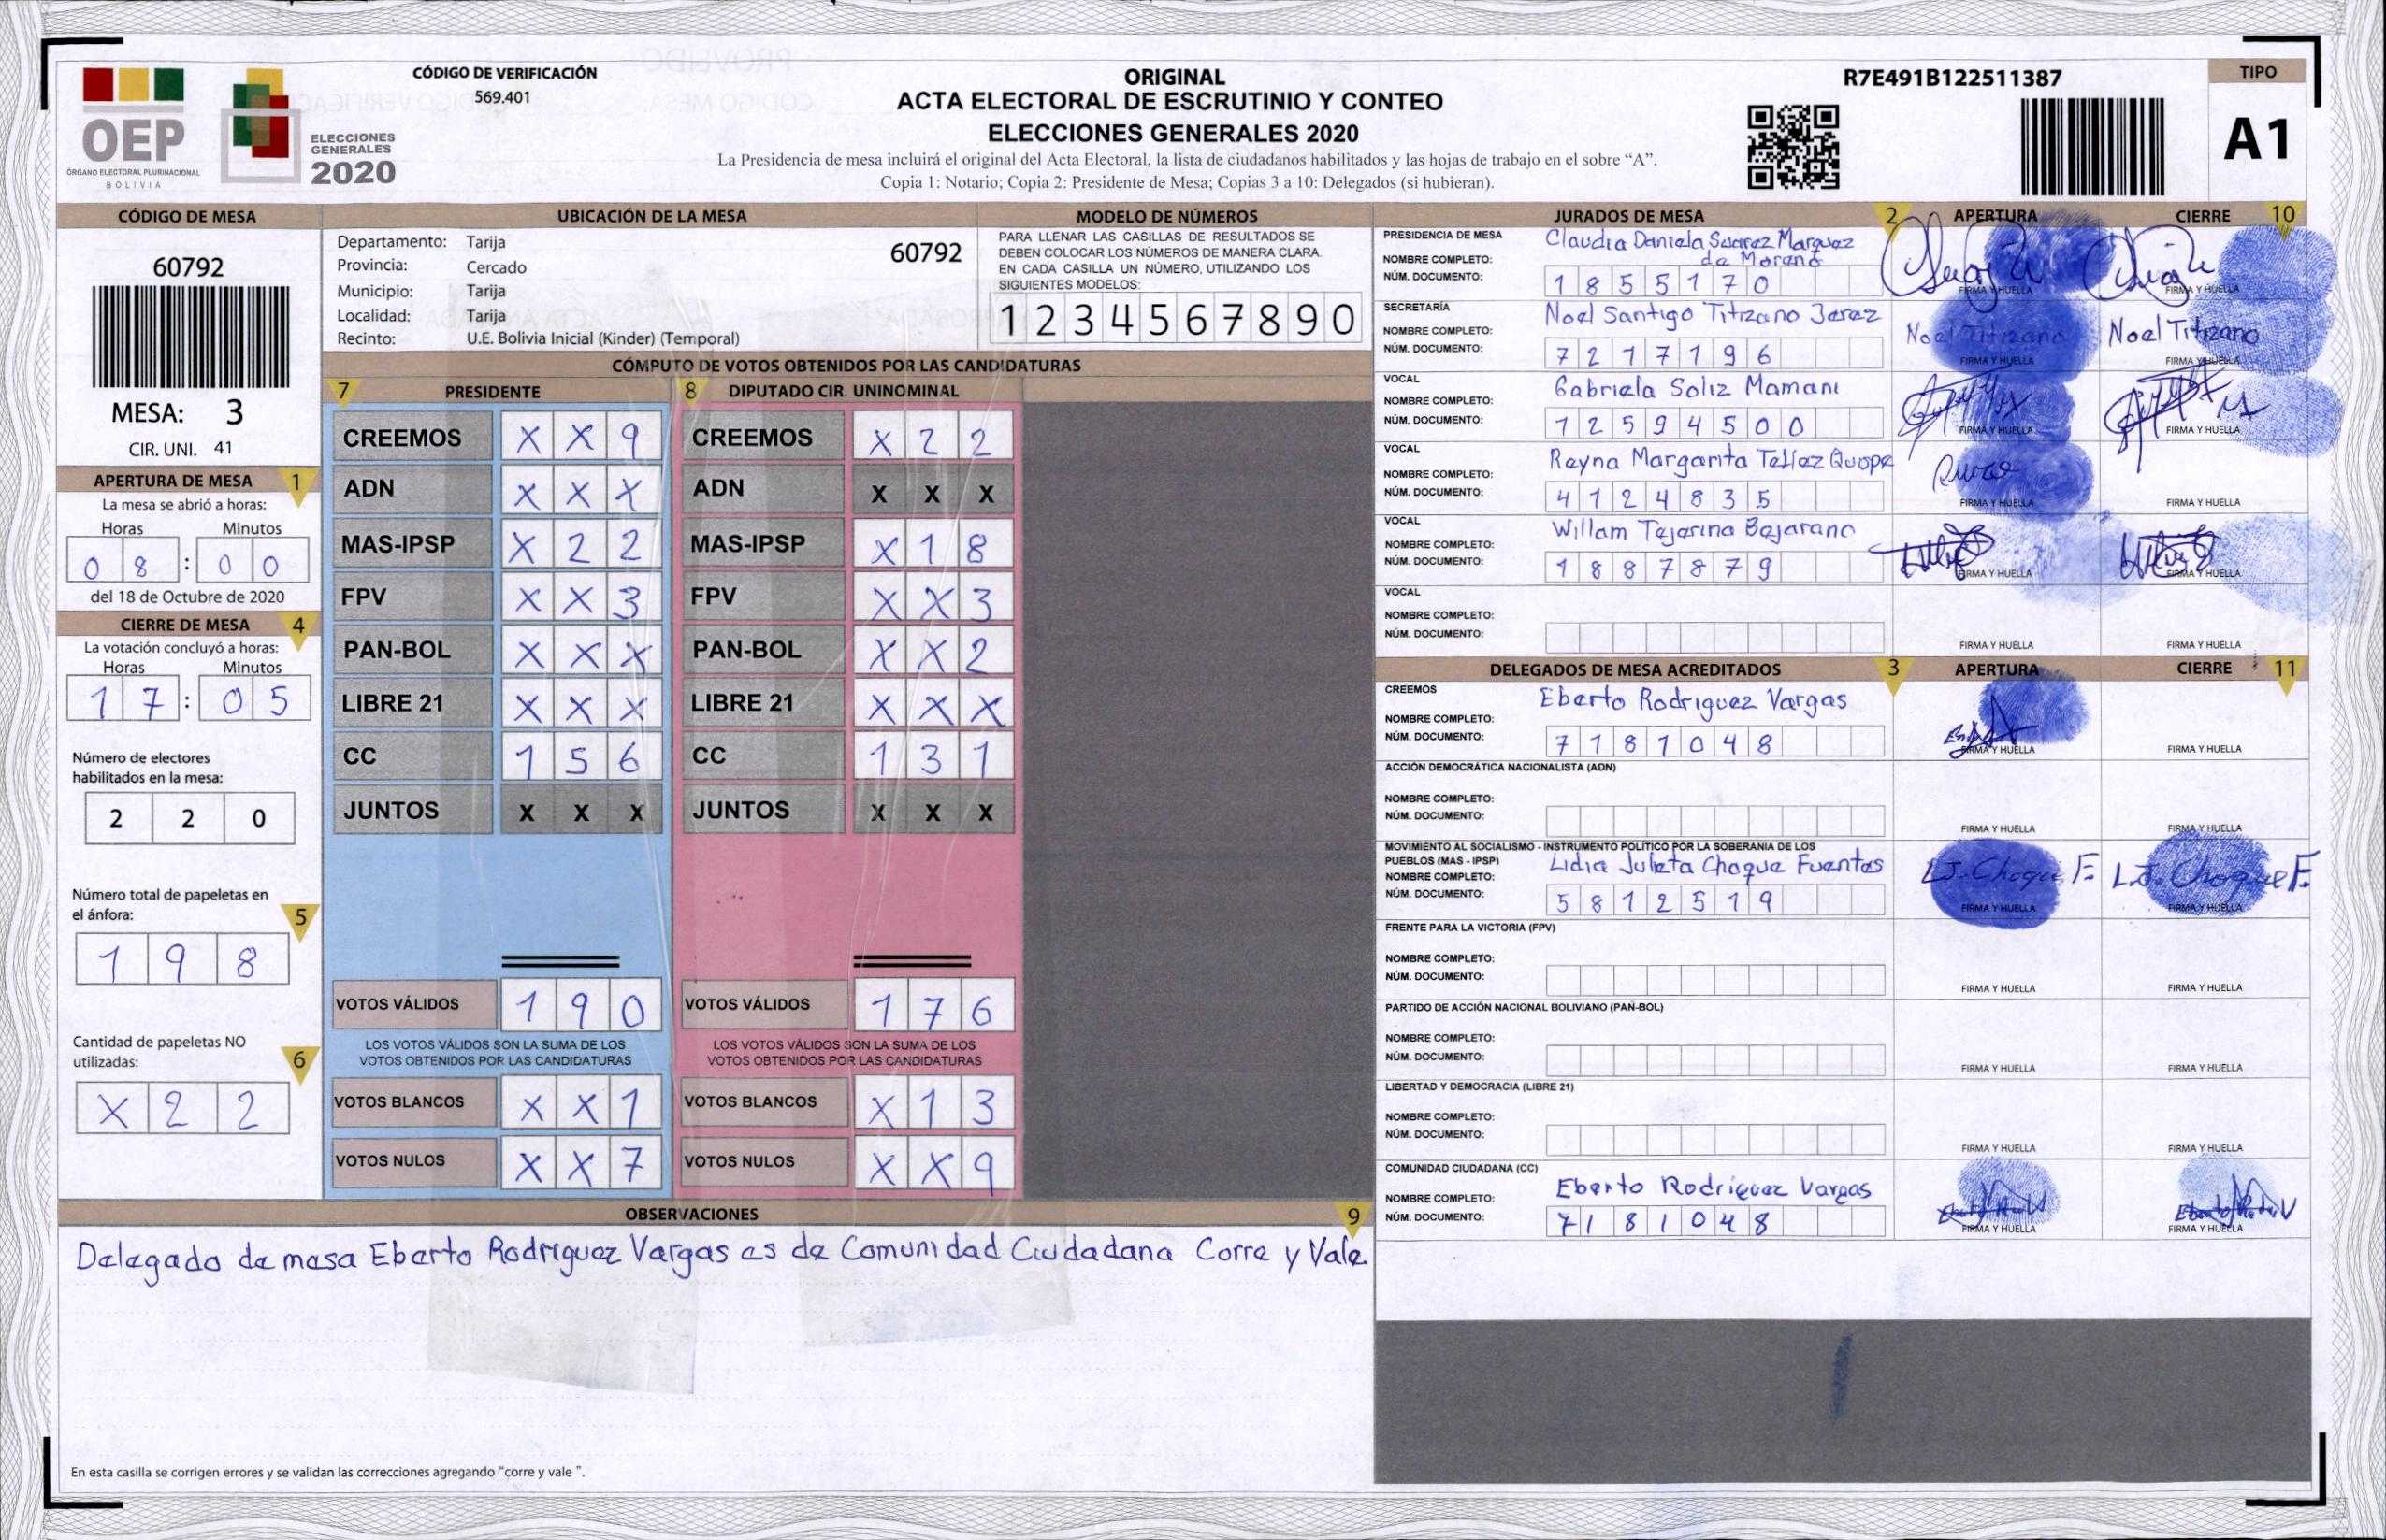 CÓDIGO DE VERIFICACIÓN
569.401
OEP
ÓRGANO ELECTORAL PLURINACIONAL
BOLIVIA
ELECCIONES
GENERALES
2020
ORIGINAL
ACTA ELECTORAL DE ESCRUTINIO Y CONTEO
ELECCIONES GENERALES 2020
La Presidencia de mesa incluirá el original del Acta Electoral, la lista de ciudadanos habilitados y las hojas de trabajo en el sobre “A”.
Copia 1: Notario; Copia 2: Presidente de Mesa; Copias 3 a 10: Delegados (si hubieran).
R7E491B122511387
TIPO
A1
CÓDIGO DE MESA
60792
MESA: 3
CIR. UNI. 41
APERTURA DE MESA 1
La mesa se abrió a horas:
Horas Minutos
0 8 : 0 0
del 18 de Octubre de 2020
CIERRE DE MESA 4
La votación concluyó a horas:
Horas Minutos
1 7 : 0 5
Número de electores
habilitados en la mesa:
2 2 0
Número total de papeletas en
el ánfora: 5
1 9 8
Cantidad de papeletas NO
utilizadas: 6
X 2 2
UBICACIÓN DE LA MESA
Departamento: Tarija 60792
Provincia: Cercado
Municipio: Tarija
Localidad: Tarija
Recinto: U.E. Bolivia Inicial (Kinder) (Temporal)
MODELO DE NÚMEROS
PARA LLENAR LAS CASILLAS DE RESULTADOS SE
DEBEN COLOCAR LOS NÚMEROS DE MANERA CLARA.
EN CADA CASILLA UN NÚMERO, UTILIZANDO LOS
SIGUIENTES MODELOS:
1 2 3 4 5 6 7 8 9 0
CÓMPUTO DE VOTOS OBTENIDOS POR LAS CANDIDATURAS
7 PRESIDENTE 8 DIPUTADO CIR. UNINOMINAL
CREEMOS X X 9 CREEMOS X 2 2
ADN X X X ADN X X X
MAS-IPSP X 2 2 MAS-IPSP X 1 8
FPV X X 3 FPV X X 3
PAN-BOL X X X PAN-BOL X X 2
LIBRE 21 X X X LIBRE 21 X X X
CC 1 5 6 CC 1 3 1
JUNTOS X X X JUNTOS X X X
VOTOS VÁLIDOS 1 9 0 VOTOS VÁLIDOS 1 7 6
LOS VOTOS VÁLIDOS SON LA SUMA DE LOS LOS VOTOS VÁLIDOS SON LA SUMA DE LOS
VOTOS OBTENIDOS POR LAS CANDIDATURAS VOTOS OBTENIDOS POR LAS CANDIDATURAS
VOTOS BLANCOS X X 1 VOTOS BLANCOS X 1 3
VOTOS NULOS X X 7 VOTOS NULOS X X 9
OBSERVACIONES 9
Delegado de mesa Eberto Rodriguez Vargas es de Comunidad Ciudadana Corre y Vale
En esta casilla se corrigen errores y se validan las correcciones agregando “corre y vale ”.
JURADOS DE MESA 2 APERTURA CIERRE 10
PRESIDENCIA DE MESA Claudia Daniela Suarez Marquez
NOMBRE COMPLETO: de Morano
NÚM. DOCUMENTO: 1 8 5 5 1 7 0 FIRMA Y HUELLA FIRMA Y HUELLA
SECRETARÍA Noel Santigo Titizano Jerez
NOMBRE COMPLETO: Noel Titizano Noel Titizano
NÚM. DOCUMENTO: 7 2 1 7 1 9 6 FIRMA Y HUELLA FIRMA Y HUELLA
VOCAL Gabriela Soliz Mamani
NOMBRE COMPLETO:
NÚM. DOCUMENTO: 1 2 5 9 4 5 0 0 FIRMA Y HUELLA FIRMA Y HUELLA
VOCAL Reyna Margarita Tellez Quope
NOMBRE COMPLETO:
NÚM. DOCUMENTO: 4 1 2 4 8 3 5 FIRMA Y HUELLA FIRMA Y HUELLA
VOCAL Willam Tejerina Bejarano
NOMBRE COMPLETO:
NÚM. DOCUMENTO: 1 8 8 7 8 7 9 FIRMA Y HUELLA FIRMA Y HUELLA
VOCAL
NOMBRE COMPLETO:
NÚM. DOCUMENTO: FIRMA Y HUELLA FIRMA Y HUELLA
DELEGADOS DE MESA ACREDITADOS 3 APERTURA CIERRE 11
CREEMOS Eberto Rodriguez Vargas
NOMBRE COMPLETO:
NÚM. DOCUMENTO: 7 1 8 1 0 4 8 FIRMA Y HUELLA FIRMA Y HUELLA
ACCIÓN DEMOCRÁTICA NACIONALISTA (ADN)
NOMBRE COMPLETO:
NÚM. DOCUMENTO: FIRMA Y HUELLA FIRMA Y HUELLA
MOVIMIENTO AL SOCIALISMO - INSTRUMENTO POLÍTICO POR LA SOBERANIA DE LOS
PUEBLOS (MAS - IPSP) Lidia Julieta Choque Fuentes
NOMBRE COMPLETO: L.J. Choque F. L.J. Choque F.
NÚM. DOCUMENTO: 5 8 1 2 5 1 9 FIRMA Y HUELLA FIRMA Y HUELLA
FRENTE PARA LA VICTORIA (FPV)
NOMBRE COMPLETO:
NÚM. DOCUMENTO: FIRMA Y HUELLA FIRMA Y HUELLA
PARTIDO DE ACCIÓN NACIONAL BOLIVIANO (PAN-BOL)
NOMBRE COMPLETO:
NÚM. DOCUMENTO: FIRMA Y HUELLA FIRMA Y HUELLA
LIBERTAD Y DEMOCRACIA (LIBRE 21)
NOMBRE COMPLETO:
NÚM. DOCUMENTO: FIRMA Y HUELLA FIRMA Y HUELLA
COMUNIDAD CIUDADANA (CC) Eberto Rodriguez Vargas
NOMBRE COMPLETO:
NÚM. DOCUMENTO: 7 1 8 1 0 4 8 FIRMA Y HUELLA FIRMA Y HUELLA